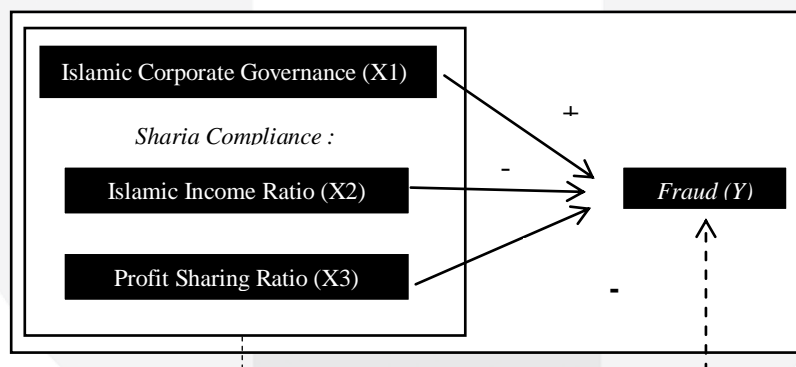 Islamic Corporate Governance (X1)
+
Sharia Compliance :
-
Islamic Income Ratio (X2)
Fraud (Y)
Profit Sharing Ratio (X3)
-